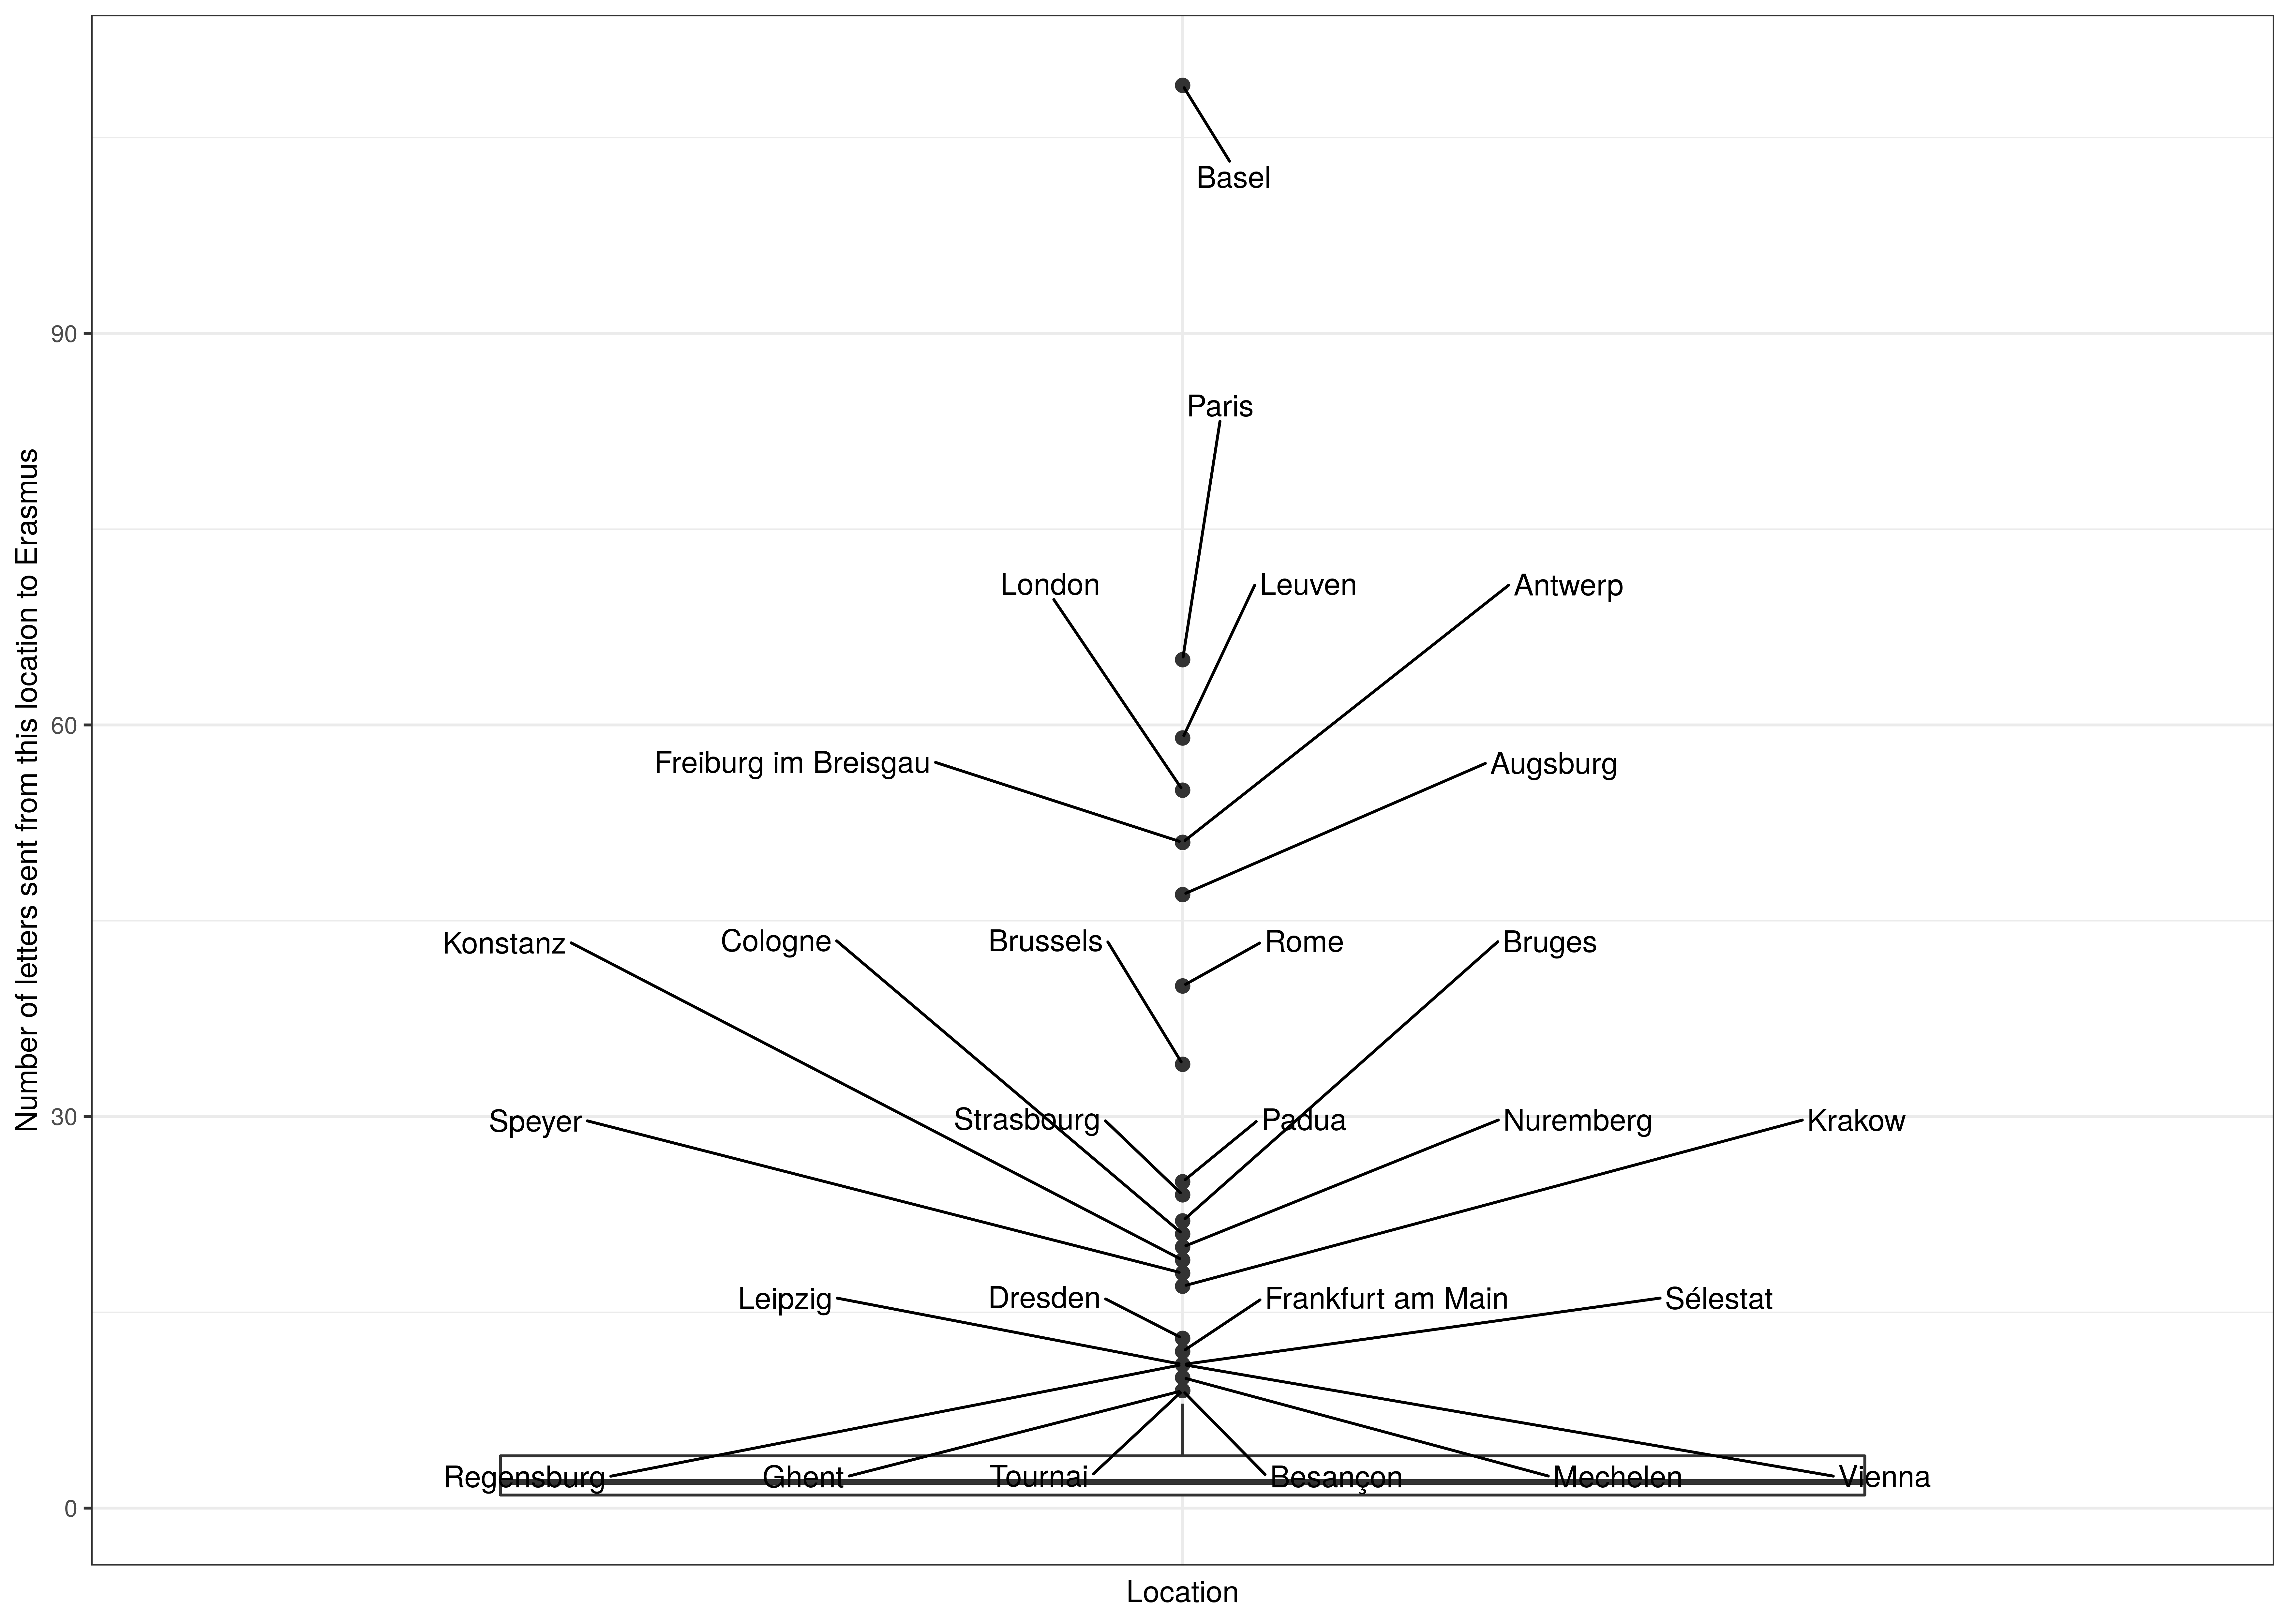 Basel
90
Paris
London
Leuven
Antwerp
60
Freiburg im Breisgau
Augsburg
Konstanz
Cologne
Brussels
Rome
Bruges
30
Speyer
Strasbourg
Padua
Nuremberg
Krakow
Leipzig
Dresden
Frankfurt am Main
Sélestat
Regensburg
Ghent
Tournai
Besançon
Mechelen
Vienna
0
Number of letters sent from this location to Erasmus
Location